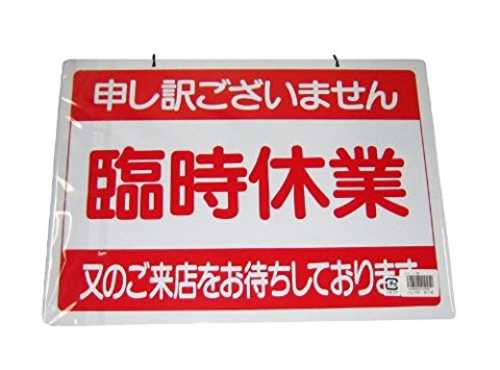 申し訳ございません
臨時休業
又のご来店をお待ちしております